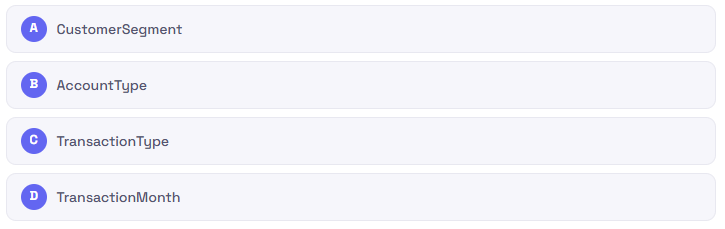 A CustomerSegment
B AccountType
C TransactionType
D TransactionMonth